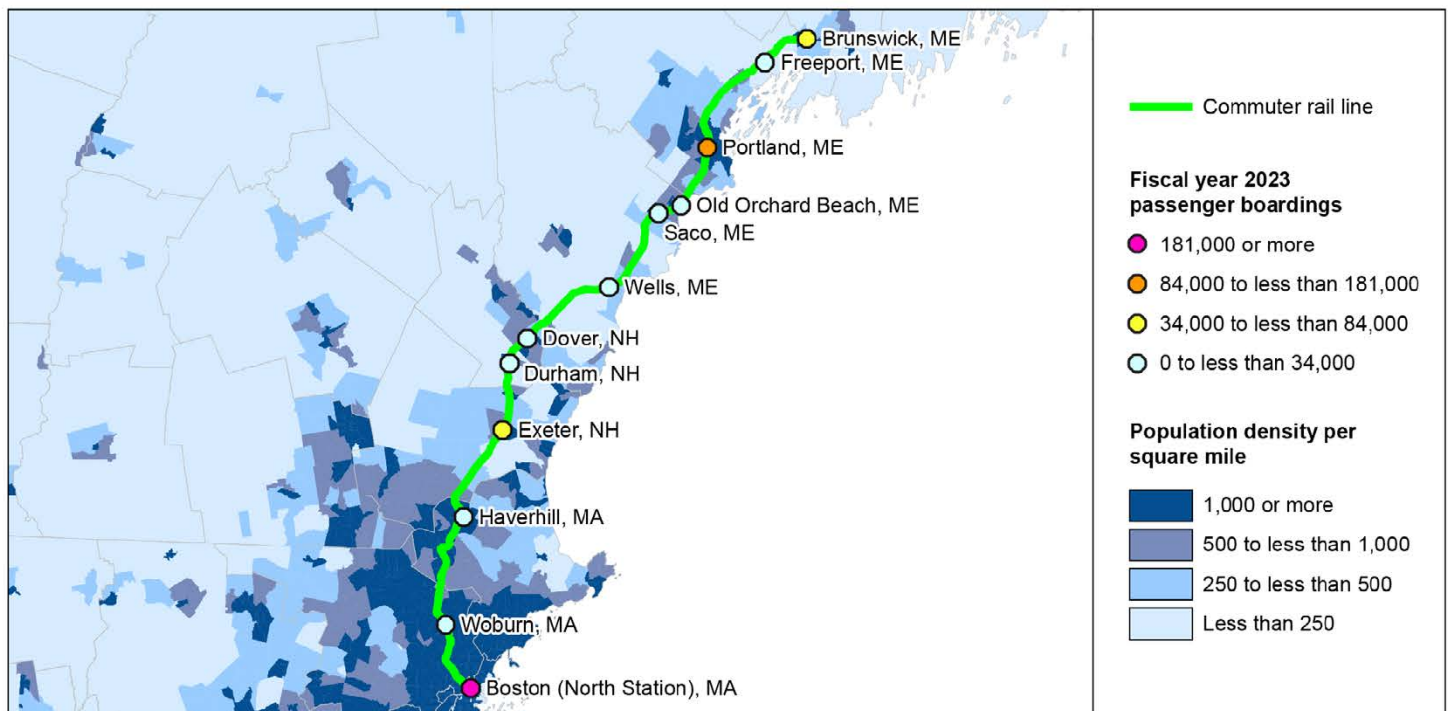 Brunswick, ME
Freeport, ME
Portland, ME
Old Orchard Beach, ME
Saco, ME
Wells, ME
Dover, NH
Durham, NH
Exeter, NH
Haverhill, MA
Woburn, MA
Boston (North Station), MA
Commuter rail line
Fiscal year 2023
passenger boardings
181,000 or more
84,000 to less than 181,000
34,000 to less than 84,000
0 to less than 34,000
Population density per
square mile
1,000 or more
500 to less than 1,000
250 to less than 500
Less than 250